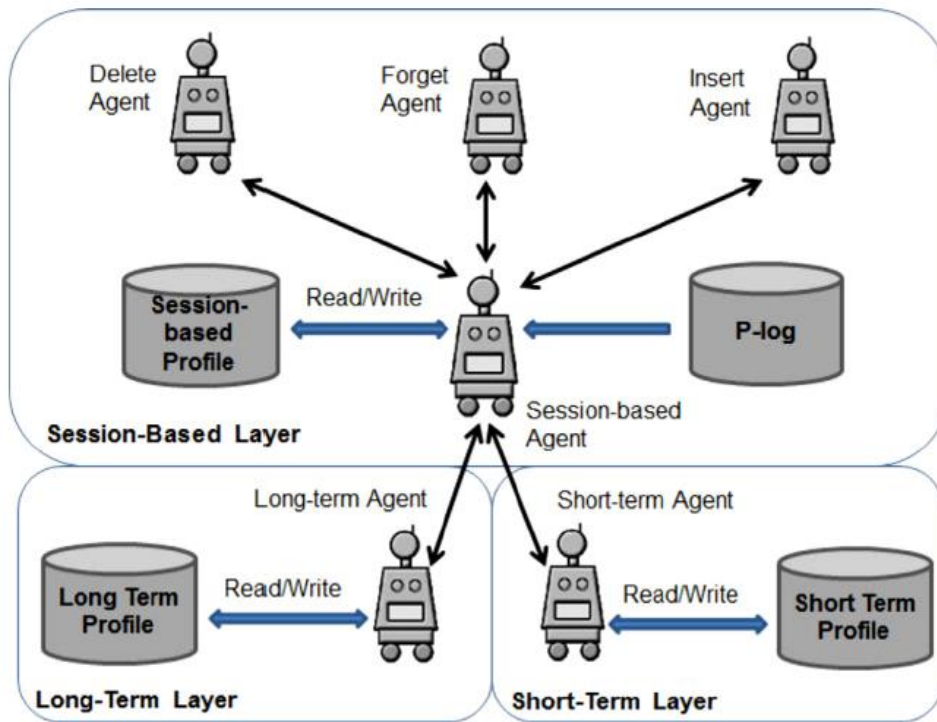 Delete
Agent
Forget
Agent
Insert
Agent
Session-
based
Profile
Read/Write
P-log
Session-based
Agent
Session-Based Layer
Long-term Agent
Short-term Agent
Long Term
Profile
Read/Write
Read/Write
Short Term
Profile
Long-Term Layer
Short-Term Layer